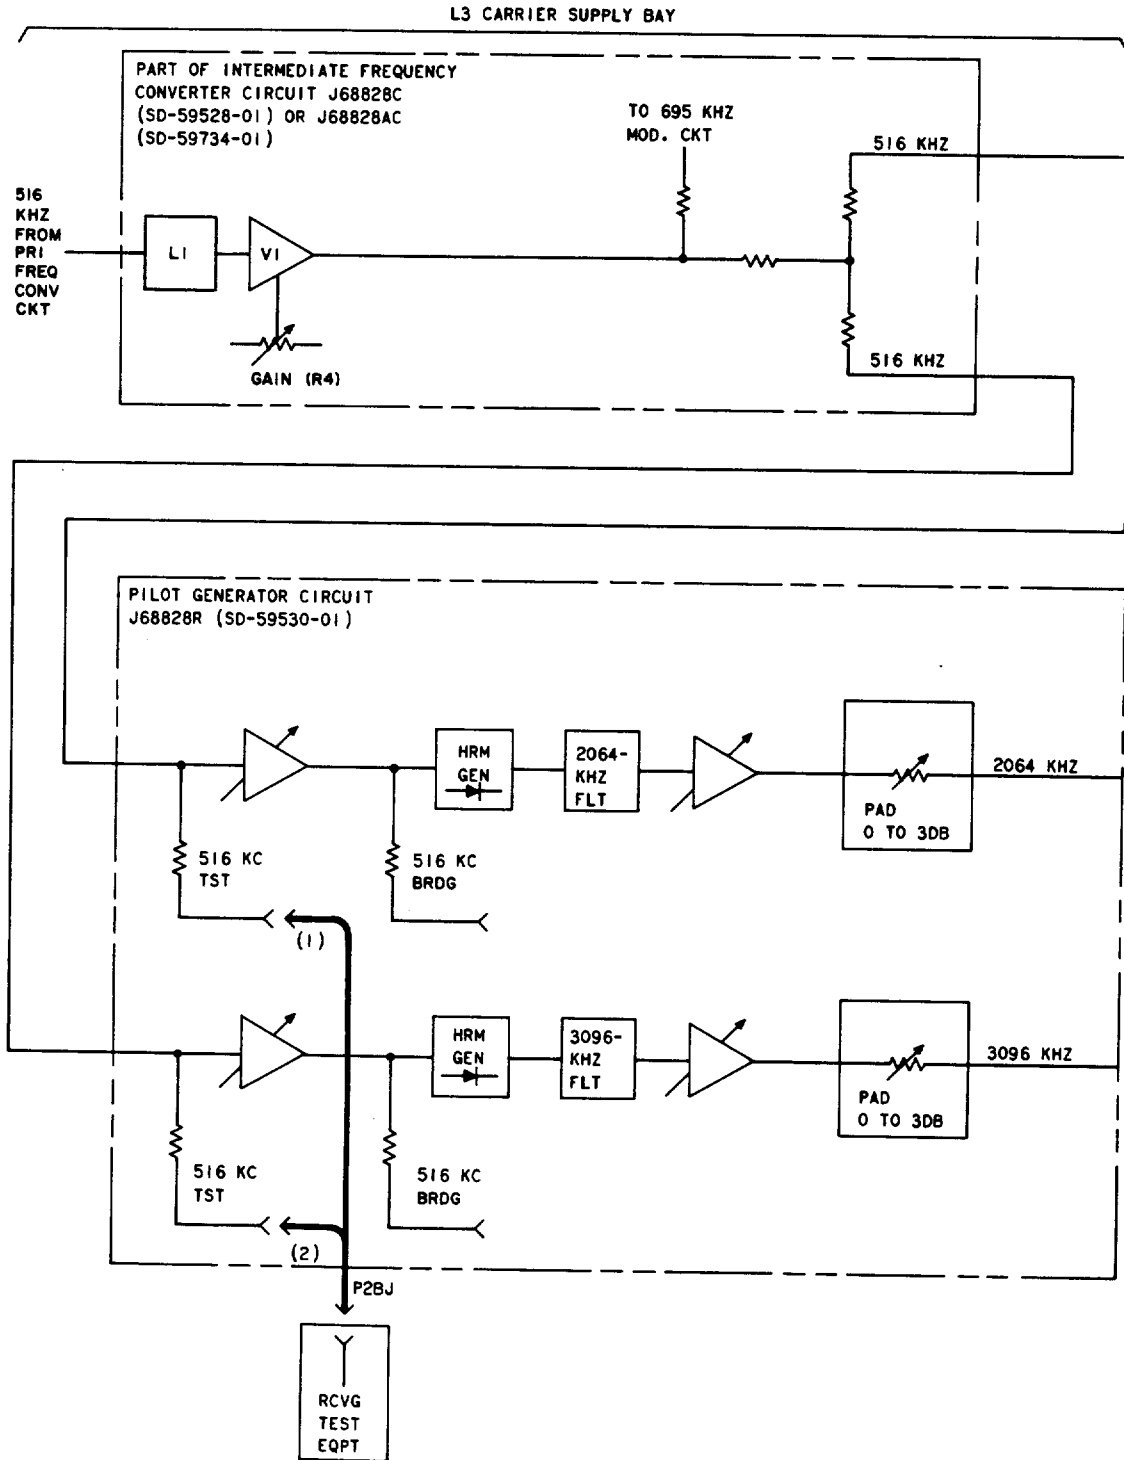 L3 CARRIER SUPPLY BAY
PART OF INTERMEDIATE FREQUENCY
CONVERTER CIRCUIT J68828C
(SD-59528-01) OR J68828AC
(SD-59734-01)
TO 695 KHZ
MOD. CKT
516 KHZ
516
KHZ
FROM
PRI
FREQ
CONV
CKT
L1
V1
GAIN (R4)
516 KHZ
PILOT GENERATOR CIRCUIT
J68828R (SD-59530-01)
HRM
GEN
2064-
KHZ
FLT
2064 KHZ
PAD
0 TO 3DB
516 KC
TST
516 KC
BRDG
(1)
HRM
GEN
3096-
KHZ
FLT
3096 KHZ
PAD
0 TO 3DB
516 KC
TST
516 KC
BRDG
(2)
P2BJ
RCVG
TEST
EQPT